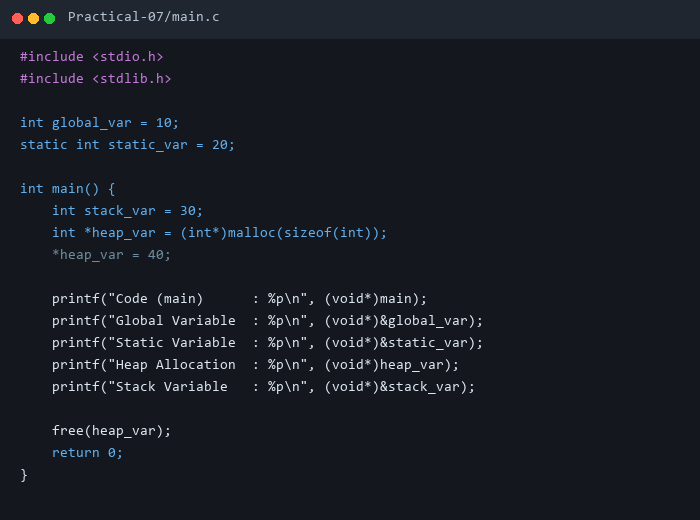 Practical-07/main.c
#include <stdio.h>
#include <stdlib.h>

int global_var = 10;
static int static_var = 20;

int main() {
    int stack_var = 30;
    int *heap_var = (int*)malloc(sizeof(int));
    *heap_var = 40;

    printf("Code (main)      : %p\n", (void*)main);
    printf("Global Variable  : %p\n", (void*)&global_var);
    printf("Static Variable  : %p\n", (void*)&static_var);
    printf("Heap Allocation  : %p\n", (void*)heap_var);
    printf("Stack Variable   : %p\n", (void*)&stack_var);

    free(heap_var);
    return 0;
}